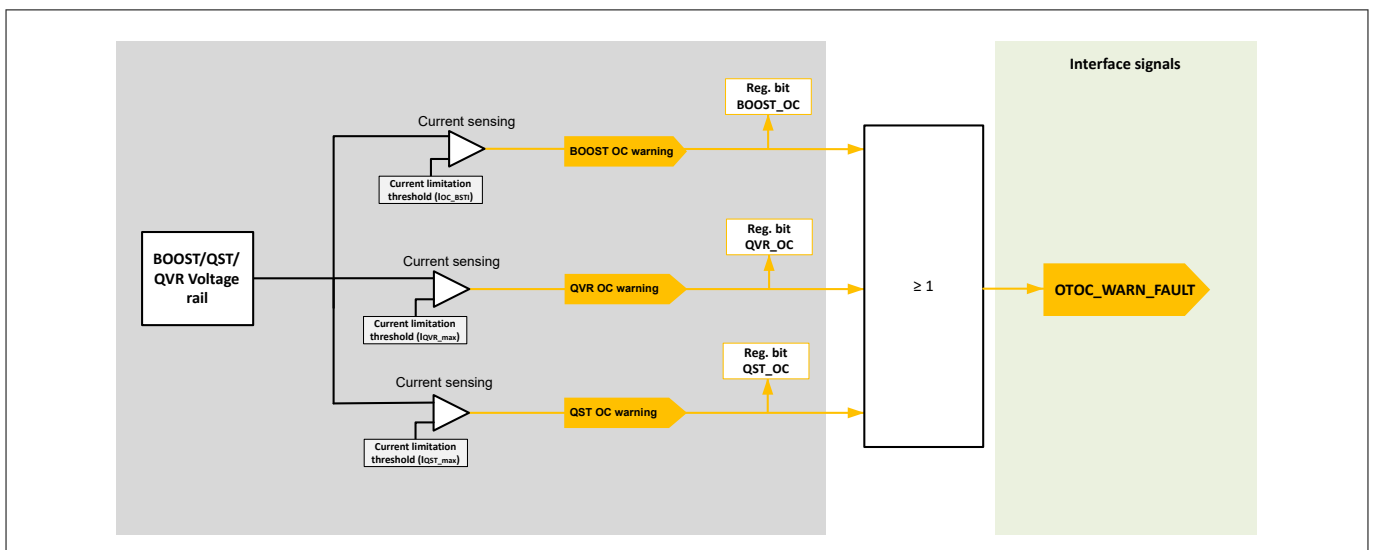 Interface signals
Reg. bit
BOOST_OC
Current sensing
BOOST OC warning
Current limitation
threshold (IOC_BSTI)
Reg. bit
QVR_OC
BOOST/QST/
QVR Voltage
rail
Current sensing
QVR OC warning
≥ 1
OTOC_WARN_FAULT
Current limitation
threshold (IQVR_max)
Reg. bit
QST_OC
Current sensing
QST OC warning
Current limitation
threshold (IQST_max)